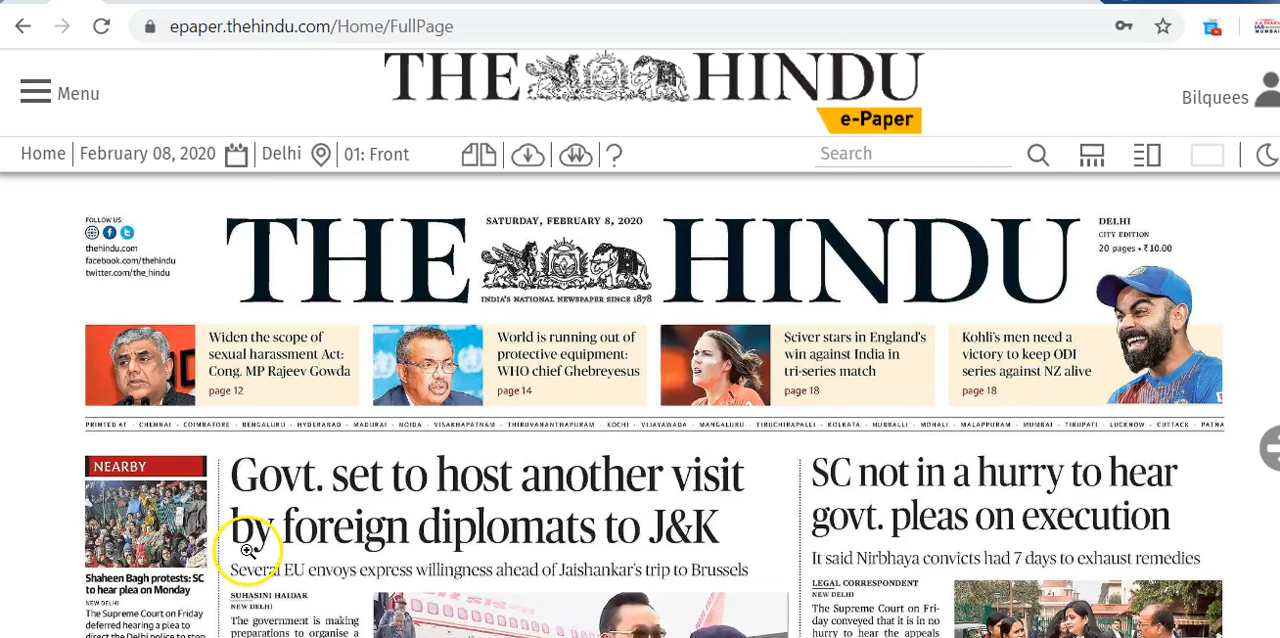 epaper.thehindu.com/Home/FullPage
Menu
THE HINDU
e-Paper
Bilquees
Home | February 08, 2020 | Delhi | 01: Front
?
Search
FOLLOW US:
thehindu.com
facebook.com/thehindu
twitter.com/the_hindu
SATURDAY, FEBRUARY 8, 2020
THE HINDU
INDIA'S NATIONAL NEWSPAPER SINCE 1878
DELHI
CITY EDITION
20 pages • ₹10.00
Widen the scope of
sexual harassment Act:
Cong. MP Rajeev Gowda
page 12
World is running out of
protective equipment:
WHO chief Ghebreyesus
page 14
Sciver stars in England's
win against India in
tri-series match
page 18
Kohli's men need a
victory to keep ODI
series against NZ alive
page 18
PRINTED AT · CHENNAI · COIMBATORE · BENGALURU · HYDERABAD · MADURAI · NOIDA · VISAKHAPATNAM · THIRUVANANTHAPURAM · KOCHI · VIJAYAWADA · MANGALURU · TIRUCHIRAPALLI · KOLKATA · HUBBALLI · MOHALI · MALAPPURAM · MUMBAI · TIRUPATI · LUCKNOW · CUTTACK · PATNA
NEARBY
Shaheen Bagh protests: SC
to hear plea on Monday
NEW DELHI
The Supreme Court on Friday
deferred hearing a plea to
direct the Delhi police to stop
Govt. set to host another visit
by foreign diplomats to J&K
Several EU envoys express willingness ahead of Jaishankar's trip to Brussels
SUHASINI HAIDAR
NEW DELHI
The government is making
preparations to organise a
SC not in a hurry to hear
govt. pleas on execution
It said Nirbhaya convicts had 7 days to exhaust remedies
LEGAL CORRESPONDENT
NEW DELHI
The Supreme Court on Fri-
day conveyed that it is in no
hurry to hear the appeals